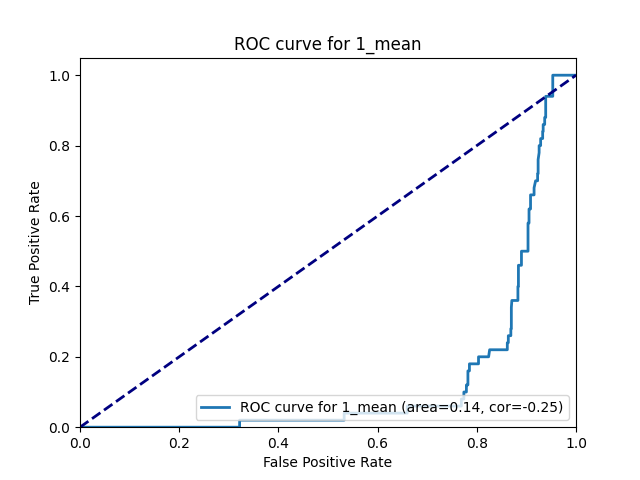 ROC curve for 1_mean
1.0
0.8
0.6
0.4
0.2
0.0
True Positive Rate
ROC curve for 1_mean (area=0.14, cor=-0.25)
0.0 0.2 0.4 0.6 0.8 1.0
False Positive Rate